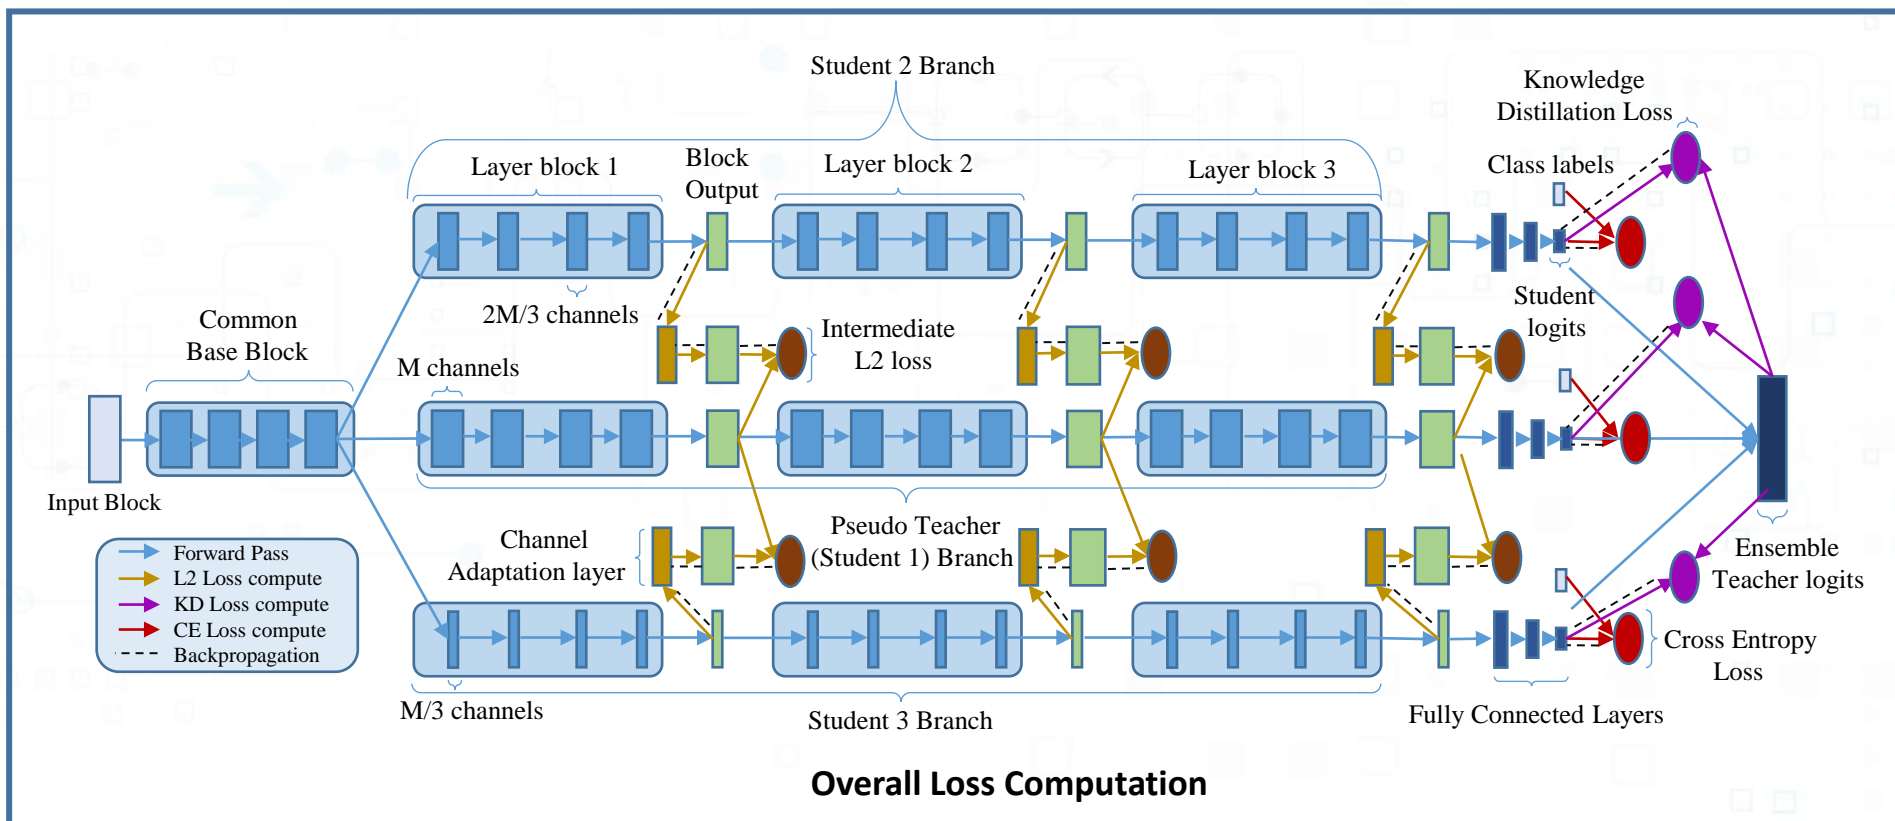 Student 2 Branch
Knowledge
Distillation Loss
Layer block 1
Block
Output
Layer block 2
Layer block 3
Class labels
2M/3 channels
Student
logits
Common
Base Block
Intermediate
L2 loss
M channels
Input Block
Channel
Adaptation layer
Pseudo Teacher
(Student 1) Branch
Ensemble
Teacher logits
Forward Pass
L2 Loss compute
KD Loss compute
CE Loss compute
Backpropagation
Cross Entropy
Loss
M/3 channels
Student 3 Branch
Fully Connected Layers
Overall Loss Computation